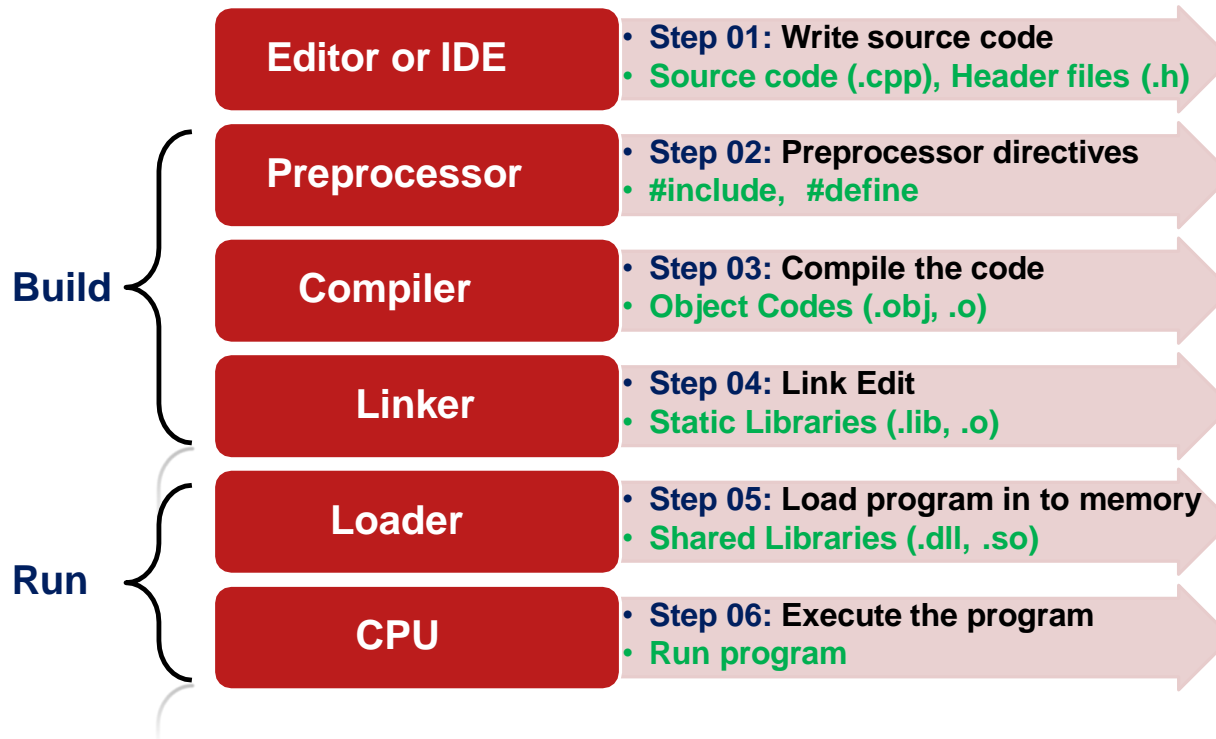 Editor or IDE
• Step 01: Write source code
• Source code (.cpp), Header files (.h)
Build
Preprocessor
• Step 02: Preprocessor directives
• #include, #define
Compiler
• Step 03: Compile the code
• Object Codes (.obj, .o)
Linker
• Step 04: Link Edit
• Static Libraries (.lib, .o)
Run
Loader
• Step 05: Load program in to memory
• Shared Libraries (.dll, .so)
CPU
• Step 06: Execute the program
• Run program